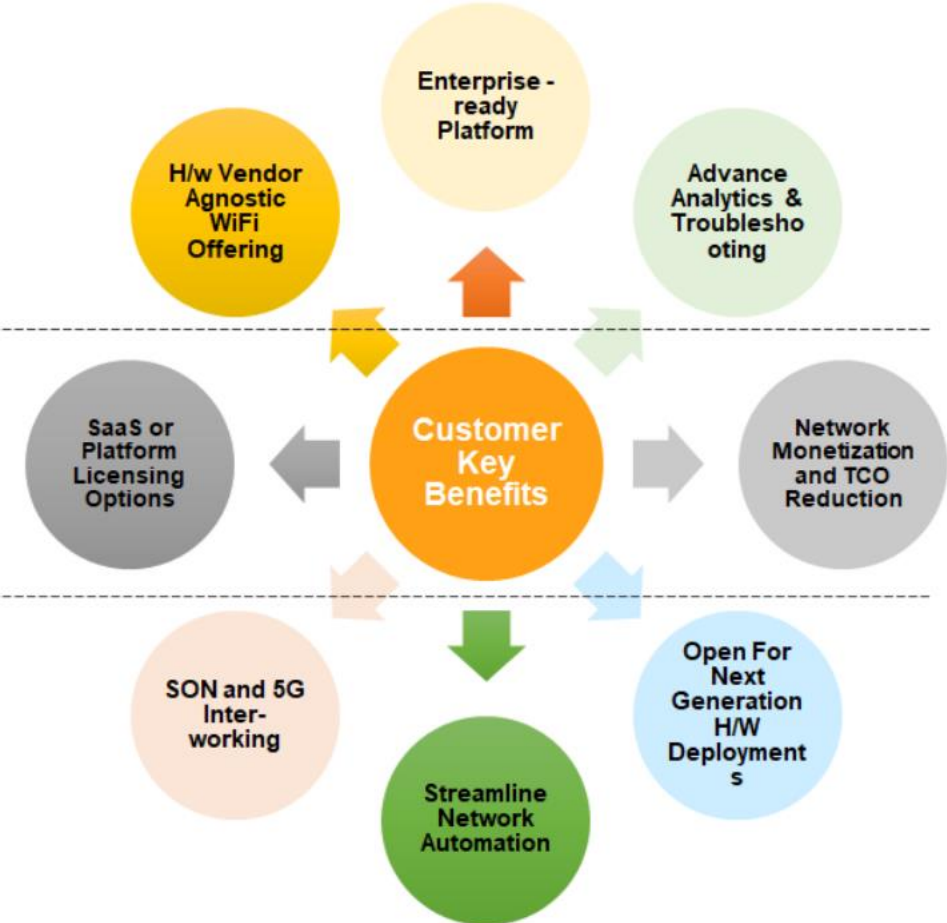 Enterprise -
ready
Platform
H/w Vendor
Agnostic
WiFi
Offering
Advance
Analytics &
Troublesho
oting
SaaS or
Platform
Licensing
Options
Customer
Key
Benefits
Network
Monetization
and TCO
Reduction
SON and 5G
Inter-
working
Open For
Next
Generation
H/W
Deployment
s
Streamline
Network
Automation